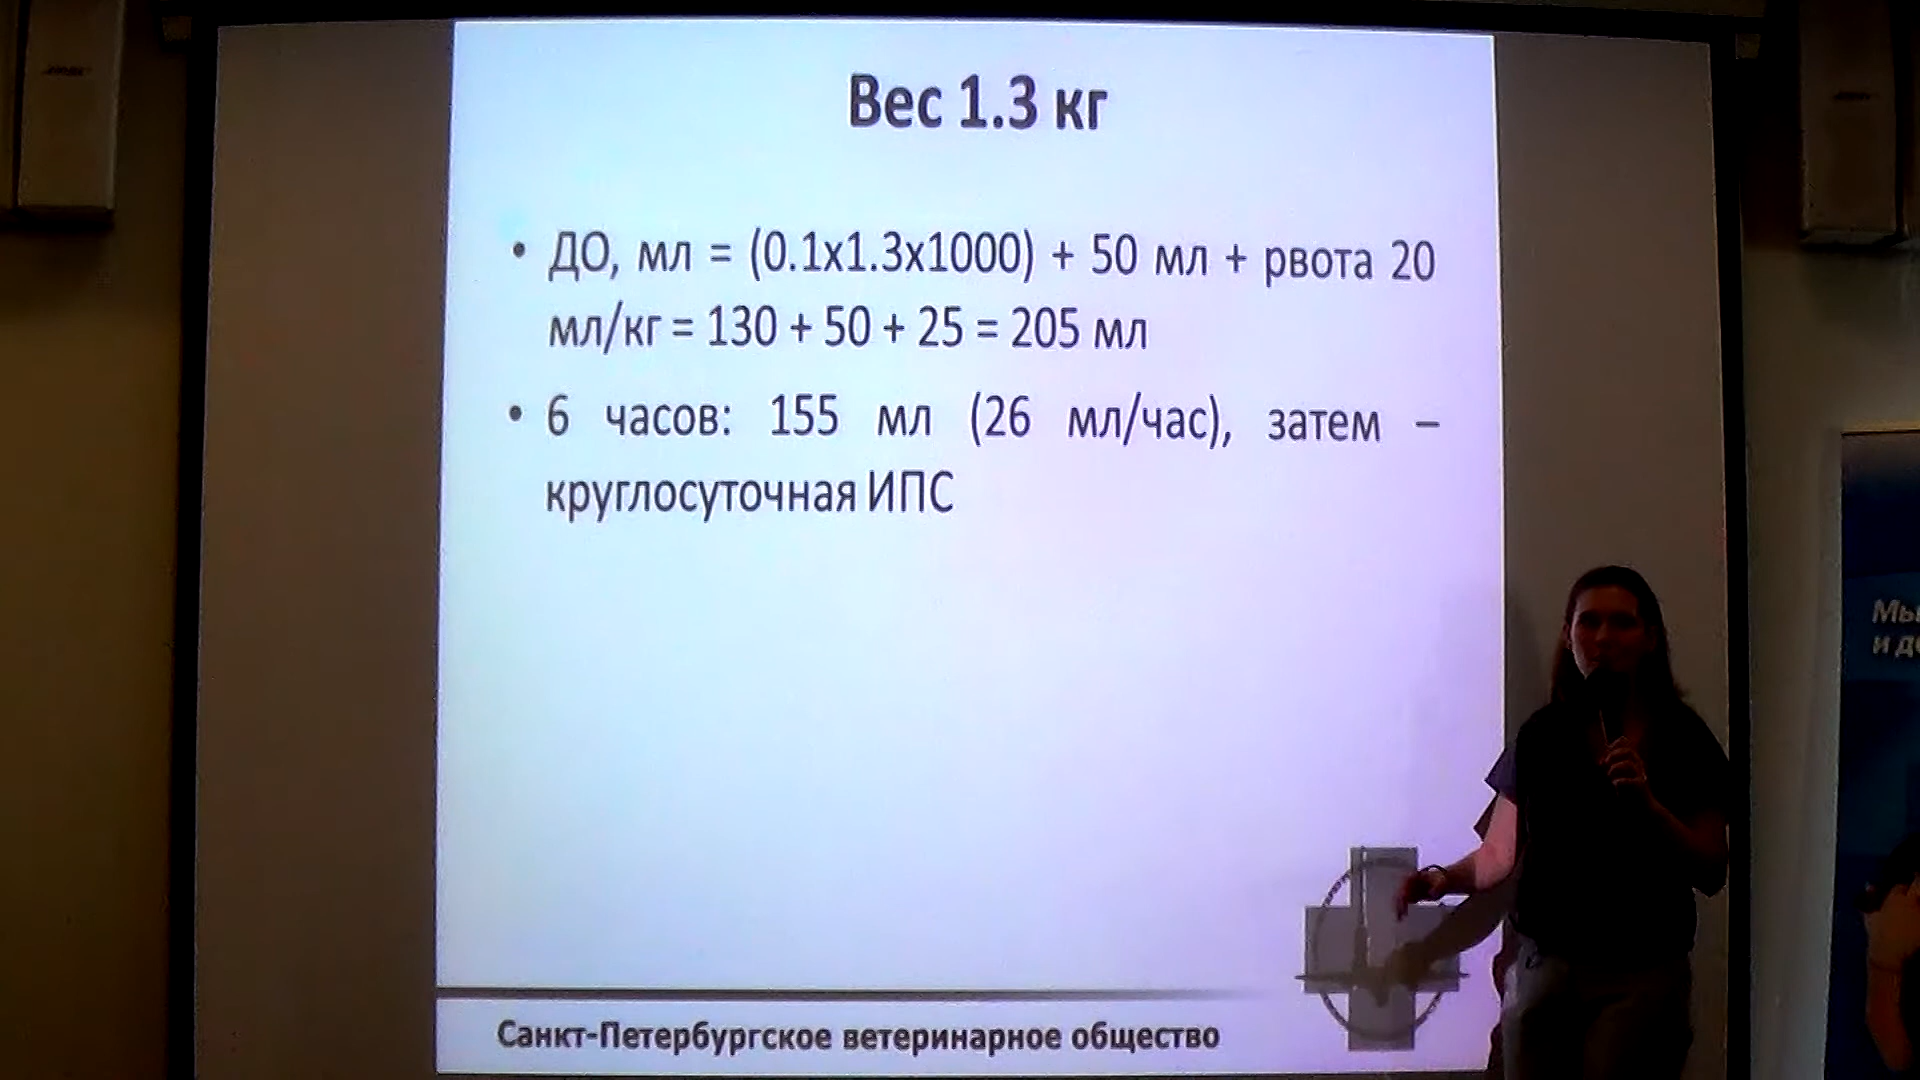 Вес 1.3 кг
• ДО, мл = (0.1х1.3х1000) + 50 мл + рвота 20
мл/кг = 130 + 50 + 25 = 205 мл
• 6 часов: 155 мл (26 мл/час), затем –
круглосуточная ИПС
Санкт-Петербургское ветеринарное общество
Мы
и